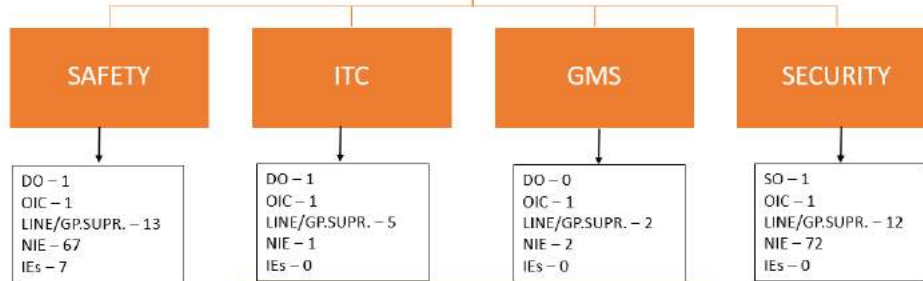 SAFETY
ITC
GMS
SECURITY
DO – 1
OIC – 1
LINE/GP.SUPR. – 13
NIE – 67
IEs – 7
DO – 1
OIC – 1
LINE/GP.SUPR. – 5
NIE – 1
IEs – 0
DO – 0
OIC – 1
LINE/GP.SUPR. – 2
NIE – 2
IEs – 0
SO – 1
OIC – 1
LINE/GP.SUPR. – 12
NIE – 72
IEs – 0